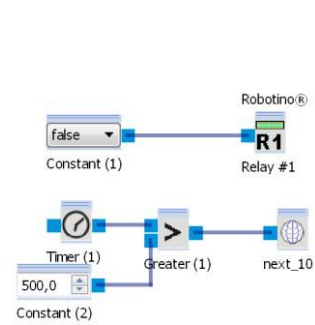 Robotino®
false
R1
Constant (1)
Relay #1
>
Timer (1)
Greater (1)
next_10
500,0
Constant (2)